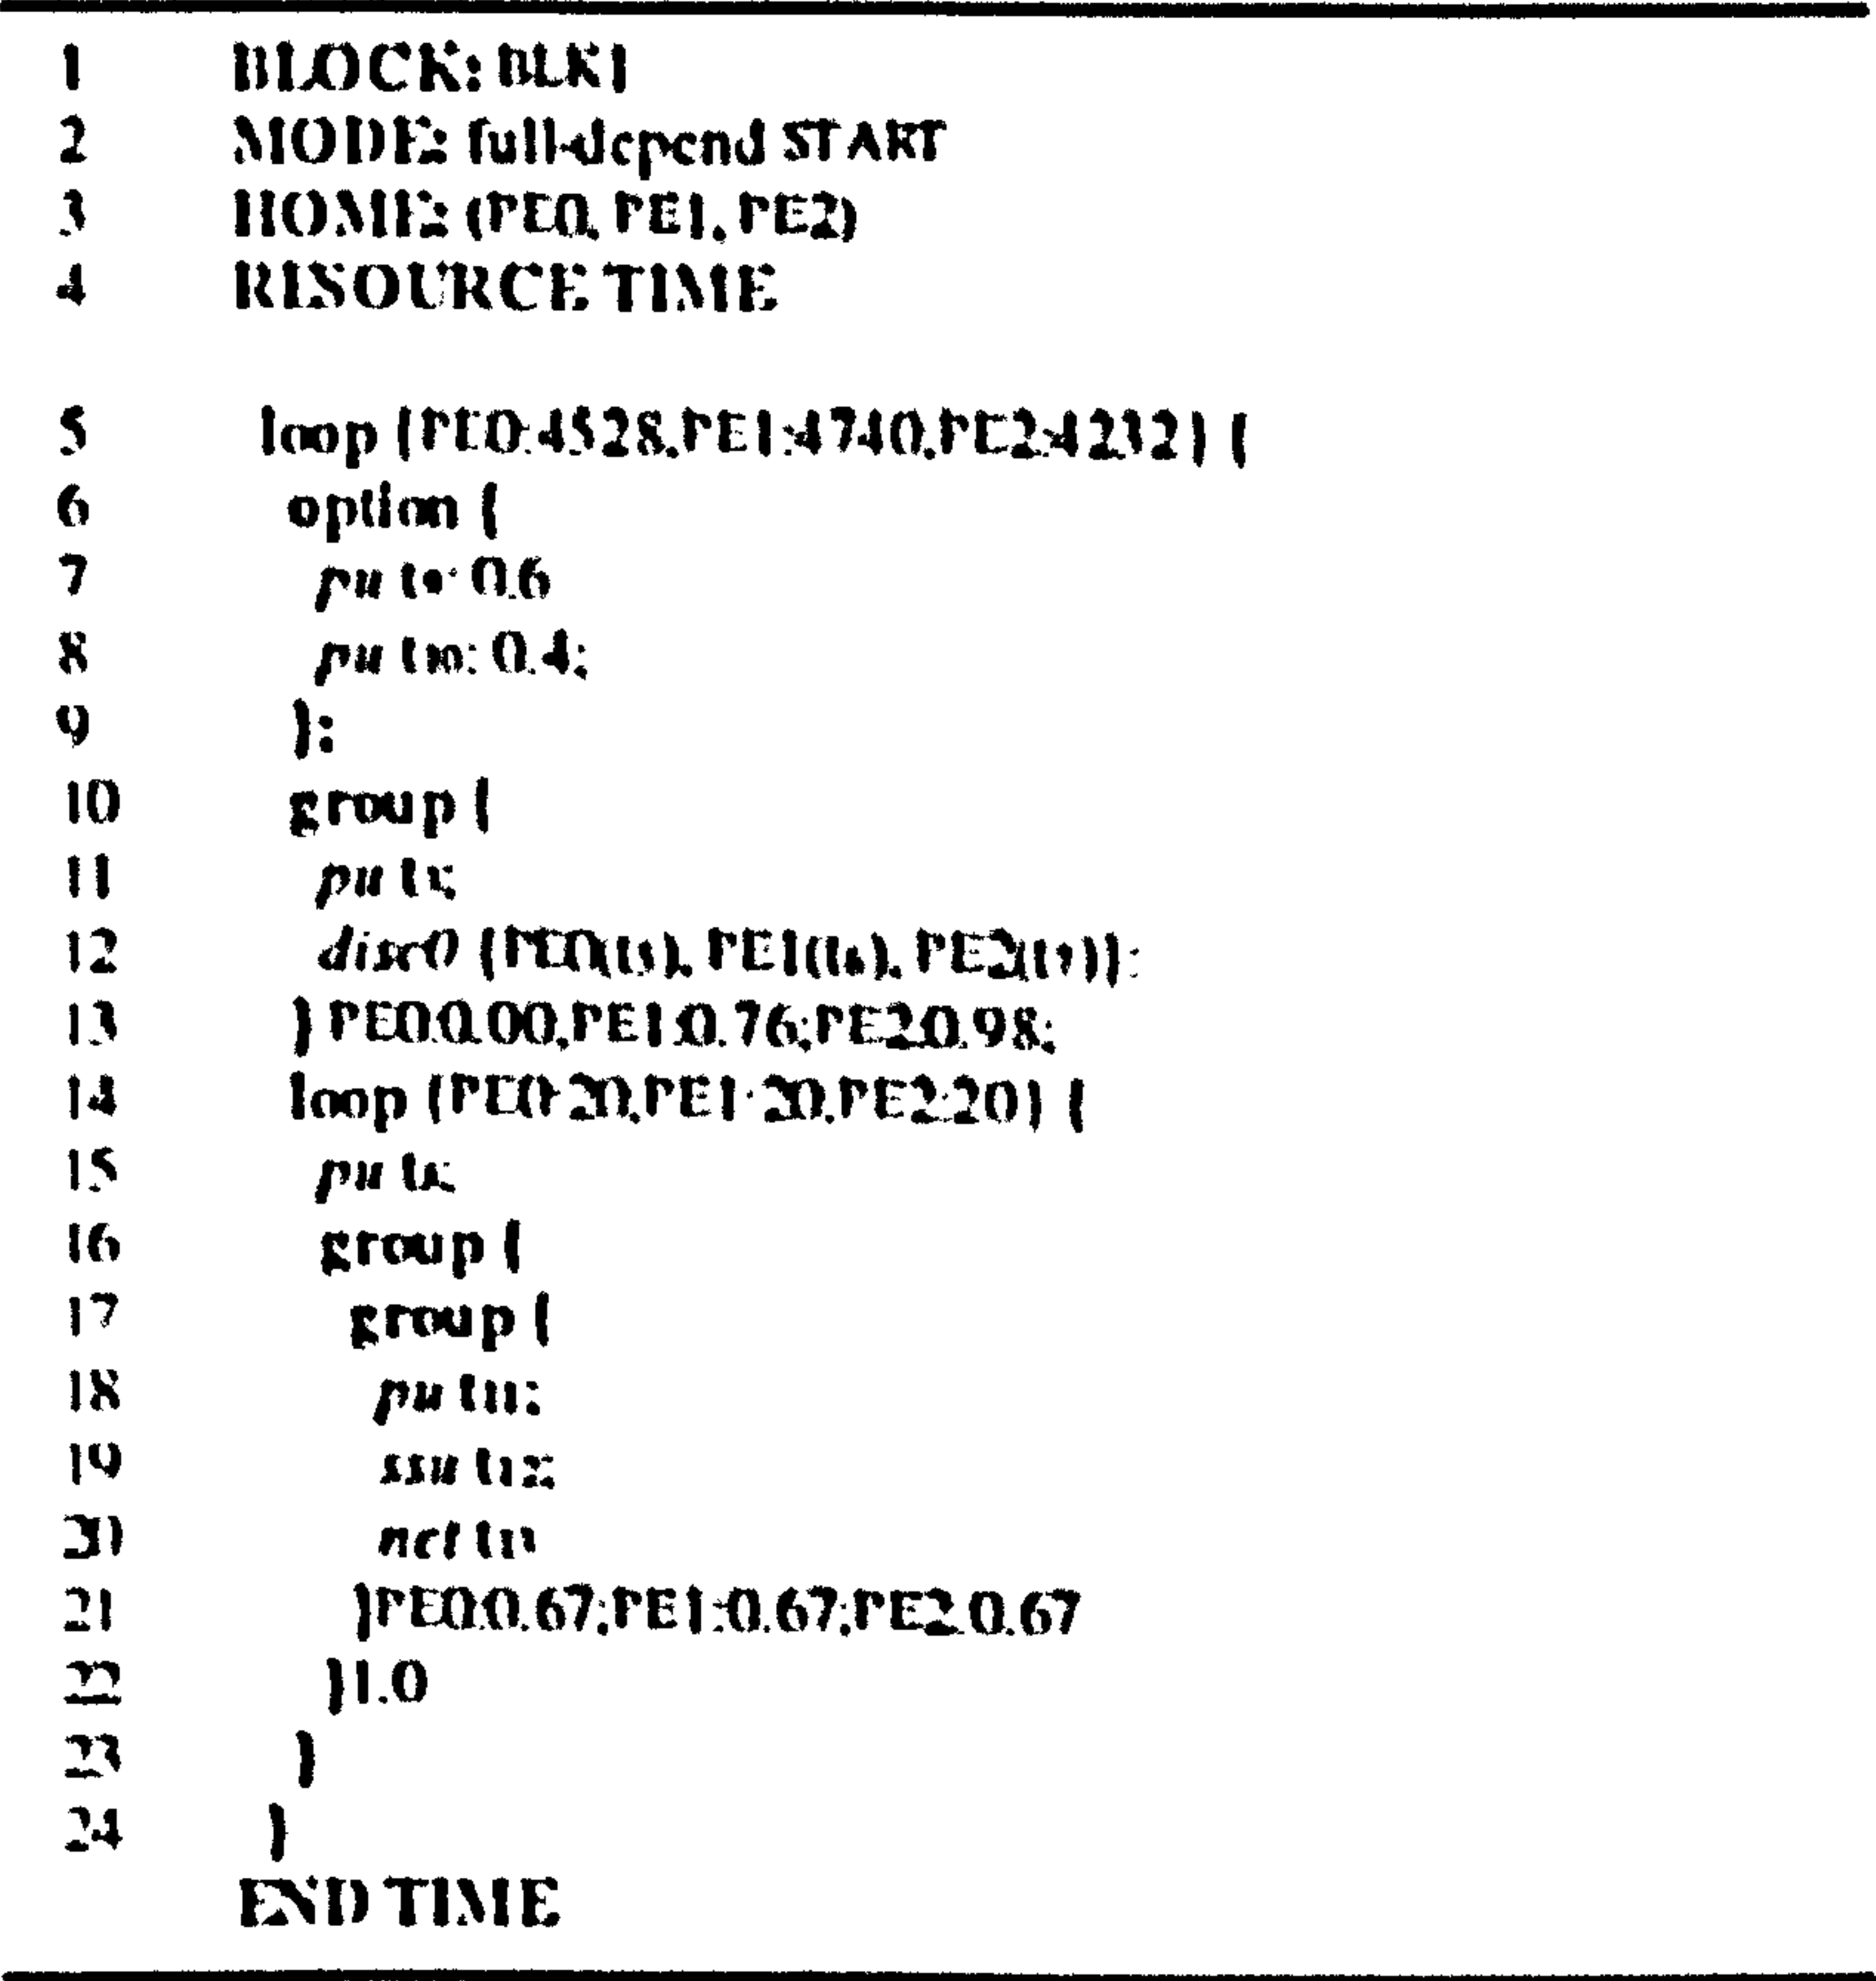 1 BLOCK: BLK1
2 MODE: full-depend START
3 HOME: (PE0, PE1, PE2)
4 RESOURCE TIME
5 loop (PE0:4528,PE1:4740,PE2:4232) {
6 option {
7 pu 0.6
8 pu 0.4;
9 };
10 group {
11 pu
12 disc0
13 } PE0:0.00,PE1:0.76;PE2:0.98;
14 loop (PE0:20,PE1:20,PE2:20) {
15 pu
16 group {
17 group {
18 pu
19 ssu
20 net
21 }PE0:0.67;PE1:0.67;PE2:0.67
22 }1.0
23 }
24 }
END TIME